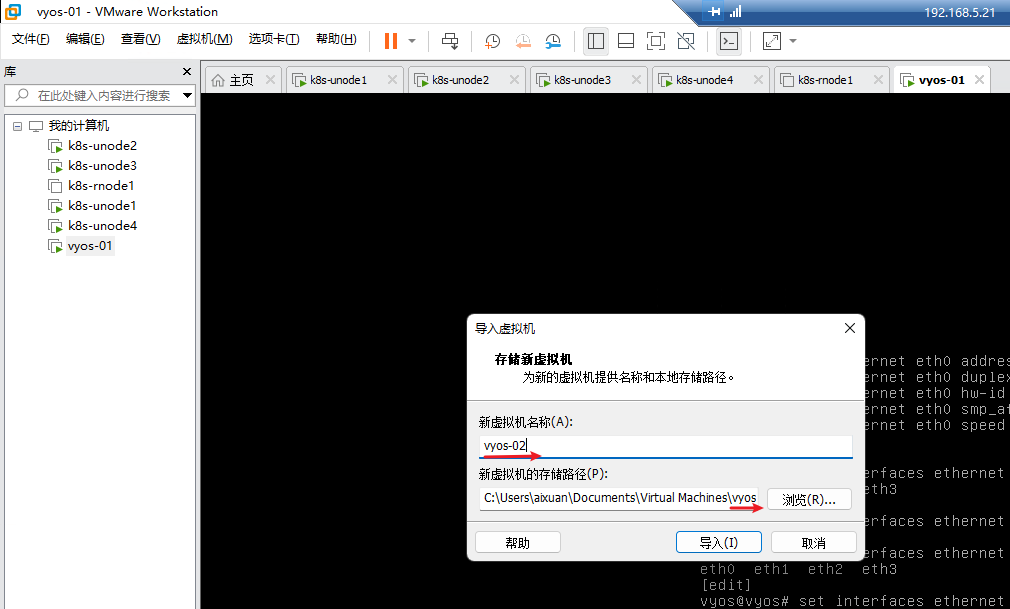 vyos-01 - VMware Workstation
192.168.5.21
文件(F) 编辑(E) 查看(V) 虚拟机(M) 选项卡(T) 帮助(H)
库
在此处键入内容进行搜索
主页 k8s-unode1 k8s-unode2 k8s-unode3 k8s-unode4 k8s-rnode1 vyos-01
我的计算机
k8s-unode2
k8s-unode3
k8s-rnode1
k8s-unode1
k8s-unode4
vyos-01
导入虚拟机
存储新虚拟机
为新的虚拟机提供名称和本地存储路径。
新虚拟机名称(A):
vyos-02
新虚拟机的存储路径(P):
C:\Users\aixuan\Documents\Virtual Machines\vyos
浏览(R)...
帮助 导入(I) 取消
ernet eth0 addres
ernet eth0 duplex
ernet eth0 hw-id
ernet eth0 smp_af
ernet eth0 speed
erfaces ethernet
eth3
erfaces ethernet
erfaces ethernet
eth0 eth1 eth2 eth3
[edit]
vyos@vyos# set interfaces ethernet